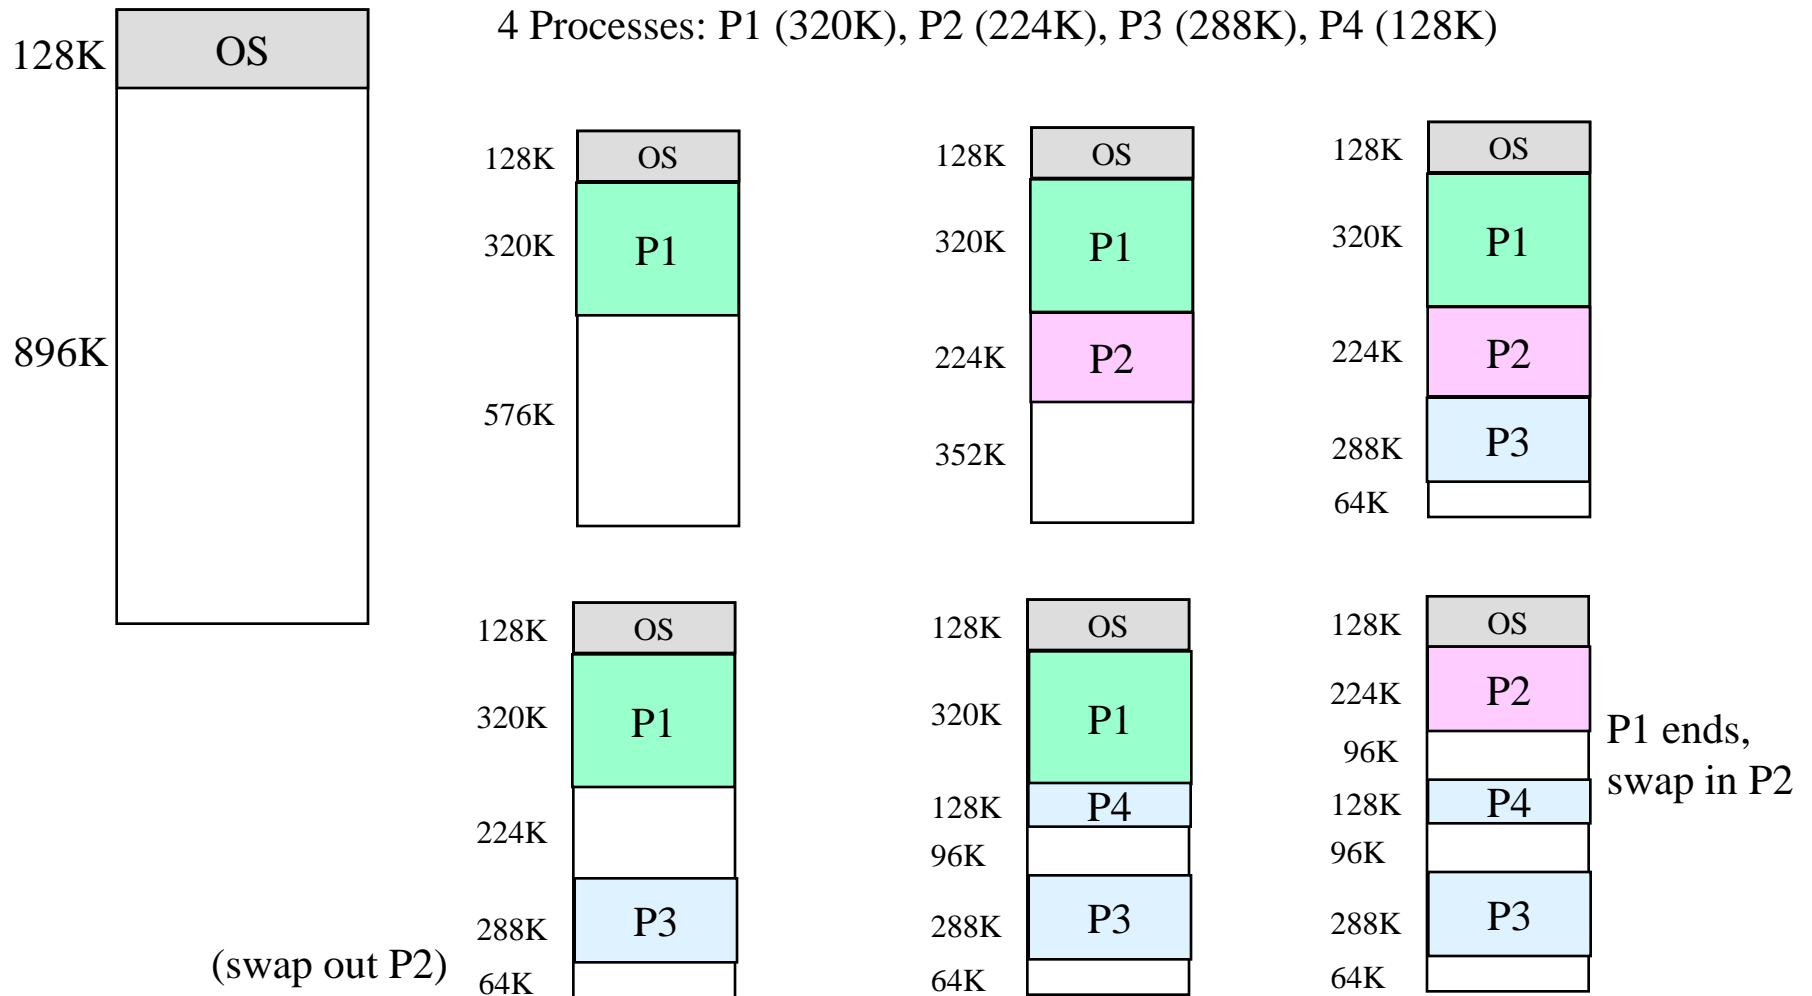 4 Processes: P1 (320K), P2 (224K), P3 (288K), P4 (128K)
128K OS
896K
128K OS
320K P1
576K
128K OS
320K P1
224K P2
352K
128K OS
320K P1
224K P2
288K P3
64K
128K OS
320K P1
224K
288K P3
64K
(swap out P2)
128K OS
320K P1
128K P4
96K
288K P3
64K
128K OS
224K P2
96K
128K P4
96K
288K P3
64K
P1 ends,
swap in P2